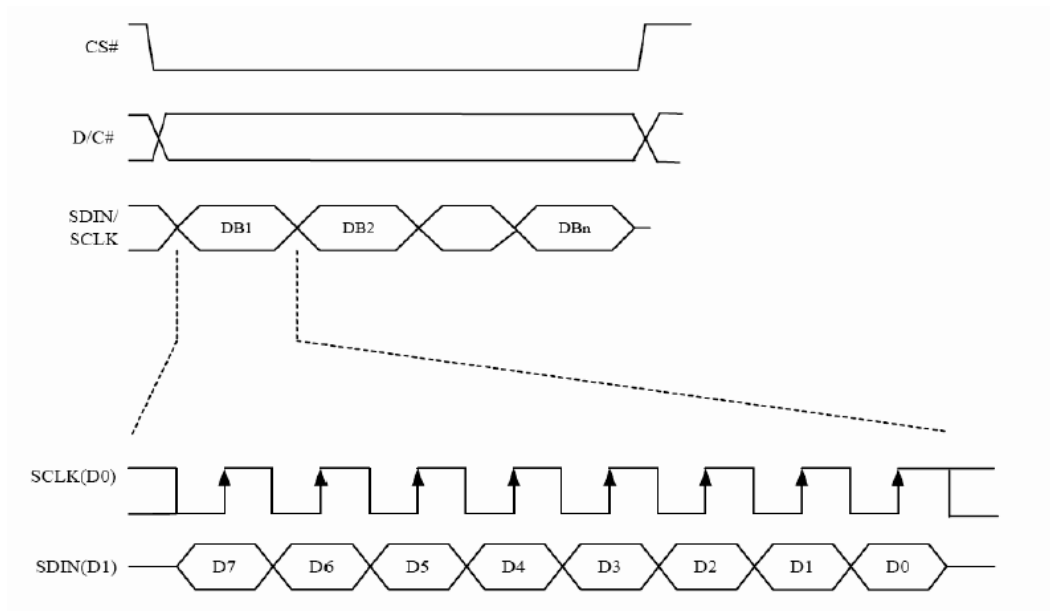 CS#
D/C#
SDIN/
SCLK
DB1 DB2 DBn
SCLK(D0)
SDIN(D1) D7 D6 D5 D4 D3 D2 D1 D0